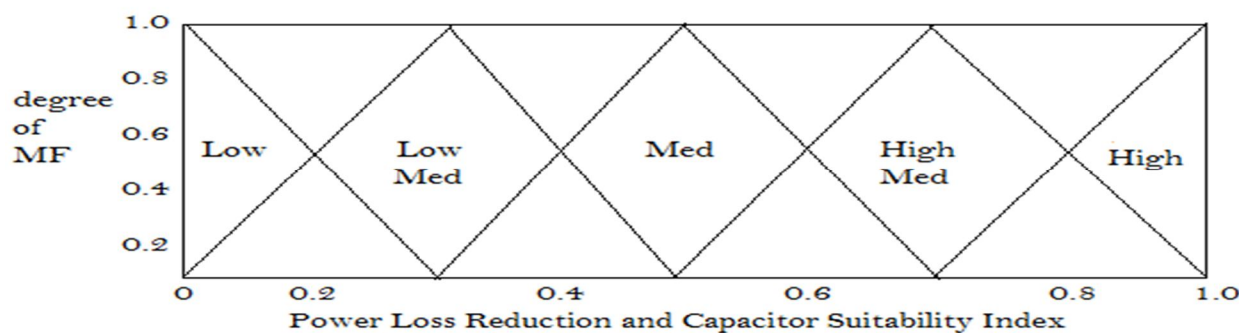 1.0
0.8
degree
of
MF
0.6
0.4
0.2
Low
Low
Med
Med
High
Med
High
0 0.2 0.4 0.6 0.8 1.0
Power Loss Reduction and Capacitor Suitability Index